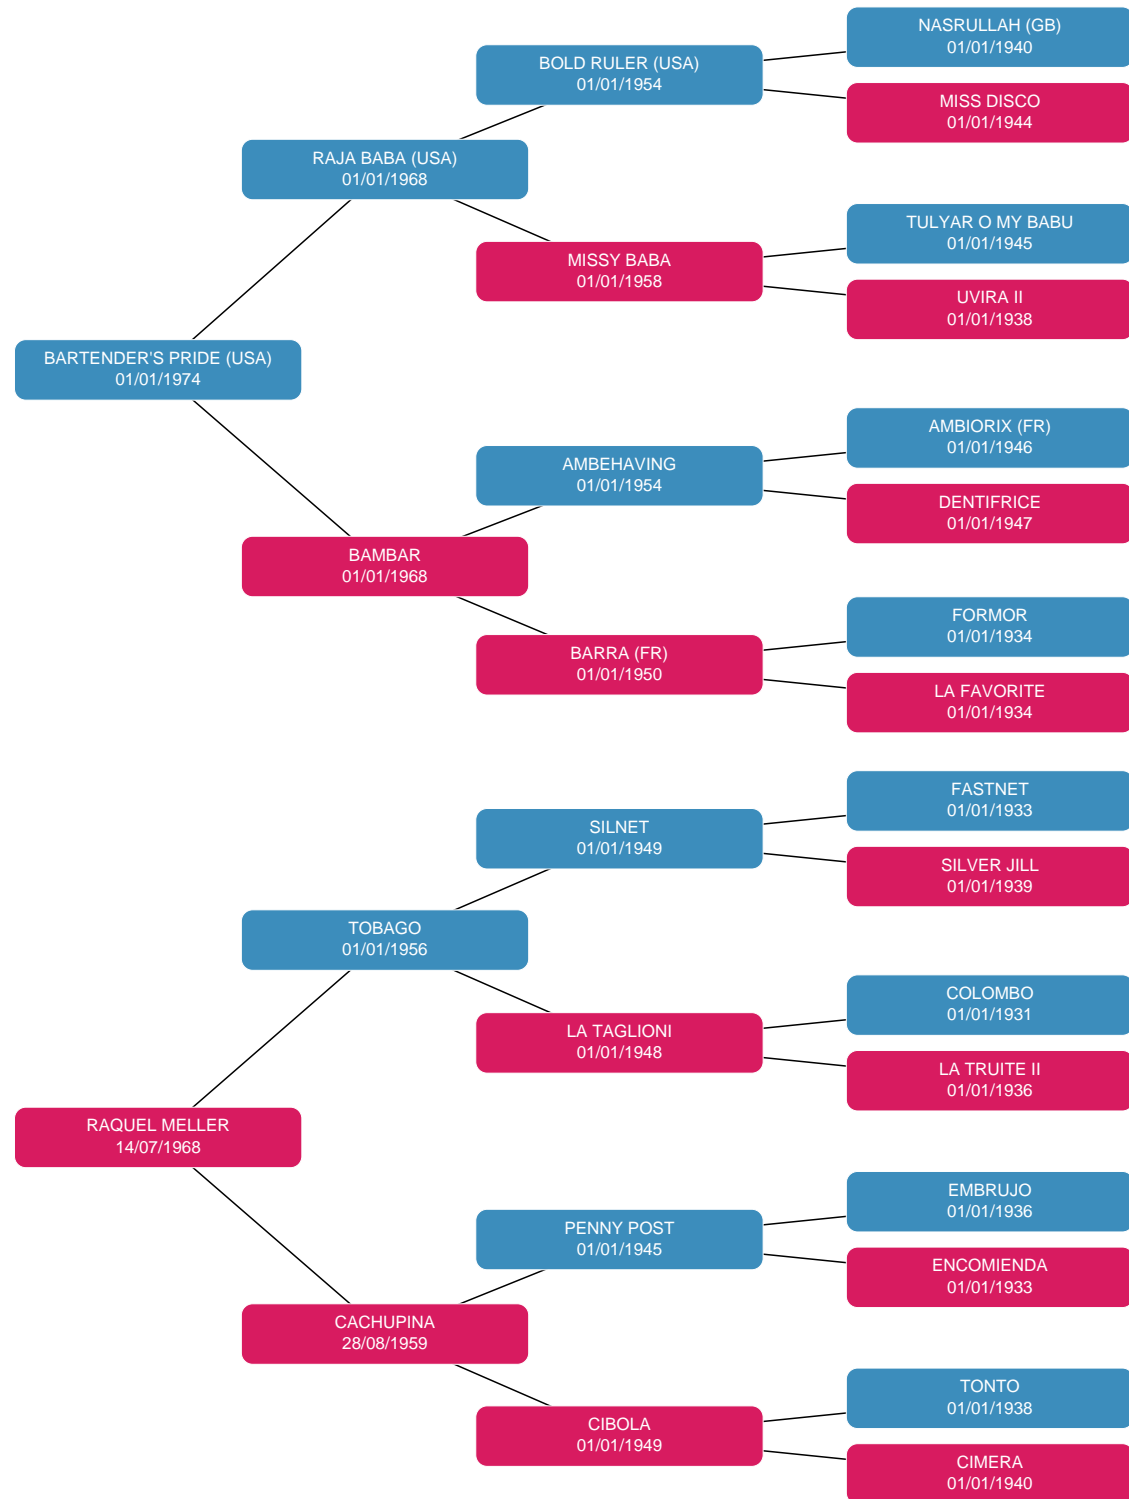 NASRULLAH (GB)
01/01/1940
BOLD RULER (USA)
01/01/1954
MISS DISCO
01/01/1944
RAJA BABA (USA)
01/01/1968
TULYAR O MY BABU
01/01/1945
MISSY BABA
01/01/1958
UVIRA II
01/01/1938
BARTENDER'S PRIDE (USA)
01/01/1974
AMBIORIX (FR)
01/01/1946
AMBEHAVING
01/01/1954
DENTIFRICE
01/01/1947
BAMBAR
01/01/1968
FORMOR
01/01/1934
BARRA (FR)
01/01/1950
LA FAVORITE
01/01/1934
FASTNET
01/01/1933
SILNET
01/01/1949
SILVER JILL
01/01/1939
TOBAGO
01/01/1956
COLOMBO
01/01/1931
LA TAGLIONI
01/01/1948
LA TRUITE II
01/01/1936
RAQUEL MELLER
14/07/1968
EMBRUJO
01/01/1936
PENNY POST
01/01/1945
ENCOMIENDA
01/01/1933
CACHUPINA
28/08/1959
TONTO
01/01/1938
CIBOLA
01/01/1949
CIMERA
01/01/1940